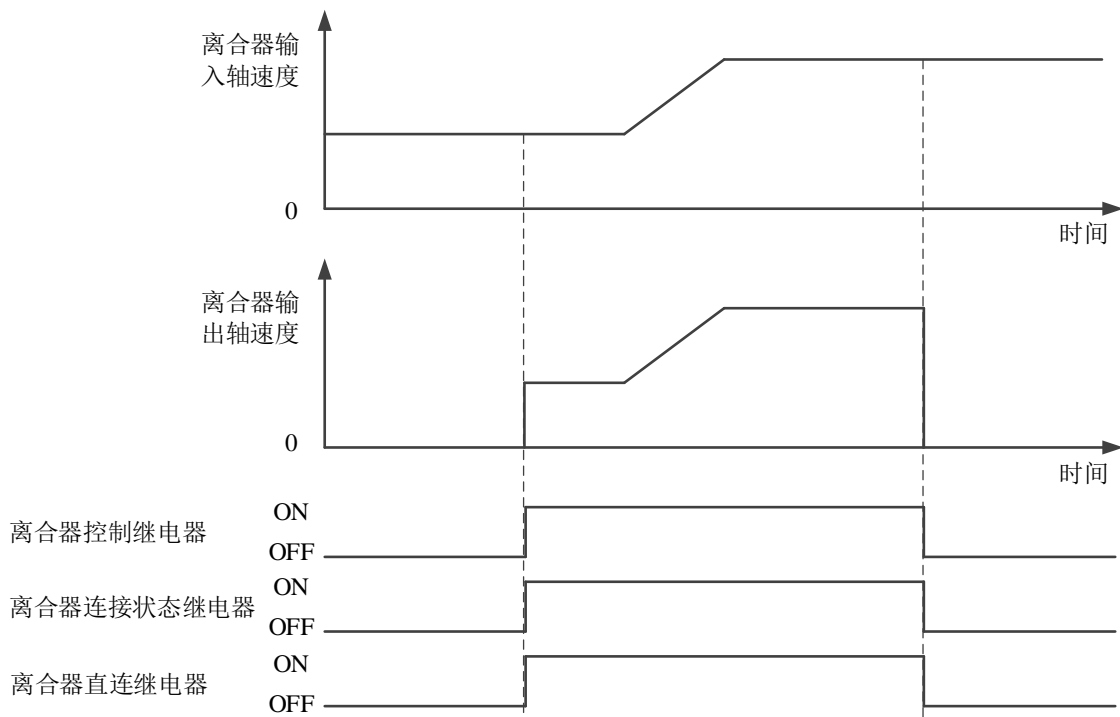 离合器输
入轴速度
0
时间
离合器输
出轴速度
0
时间
离合器控制继电器
ON
OFF
离合器连接状态继电器
ON
OFF
离合器直连继电器
ON
OFF